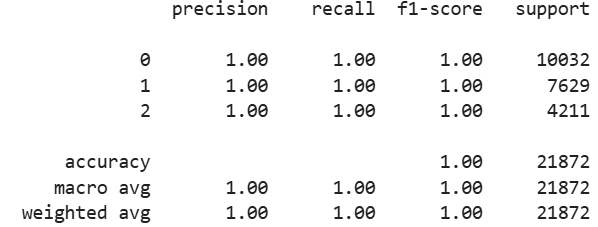 precision recall f1-score support
0 1.00 1.00 1.00 10032
1 1.00 1.00 1.00 7629
2 1.00 1.00 1.00 4211
accuracy 1.00 21872
macro avg 1.00 1.00 1.00 21872
weighted avg 1.00 1.00 1.00 21872